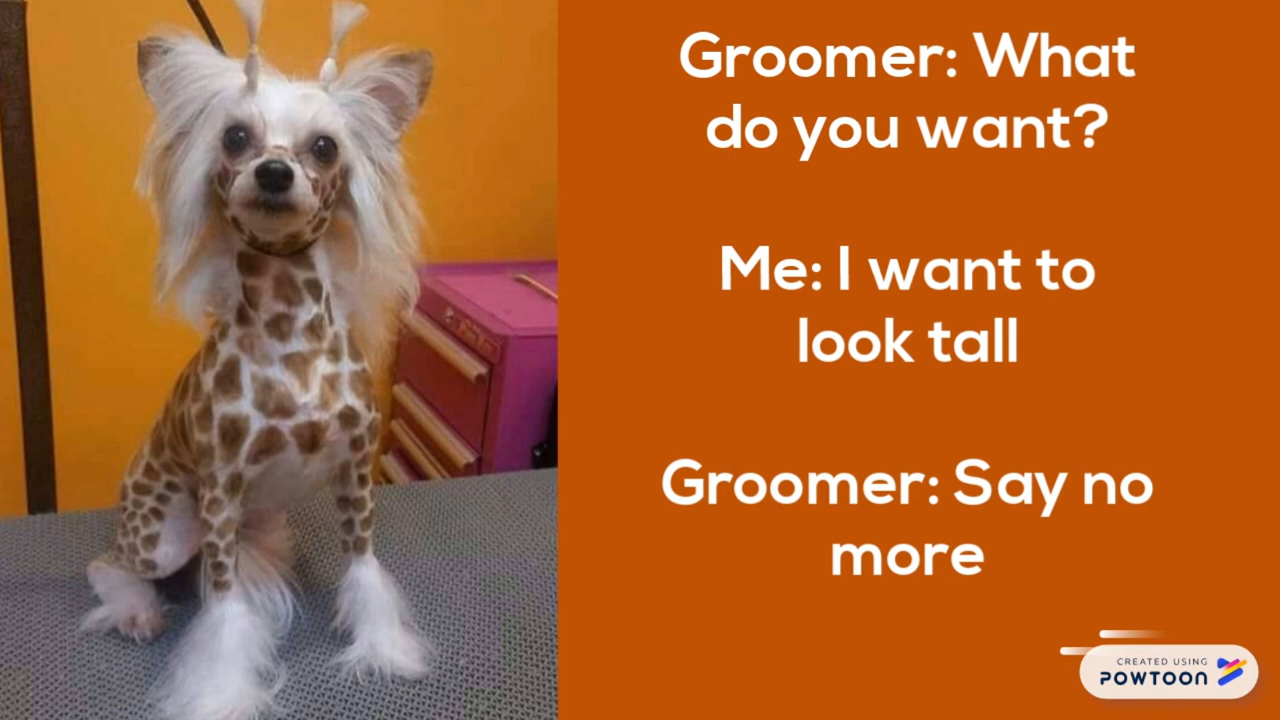 Groomer: What
do you want?
Me: I want to
look tall
Groomer: Say no
more
CREATED USING
POWTOON